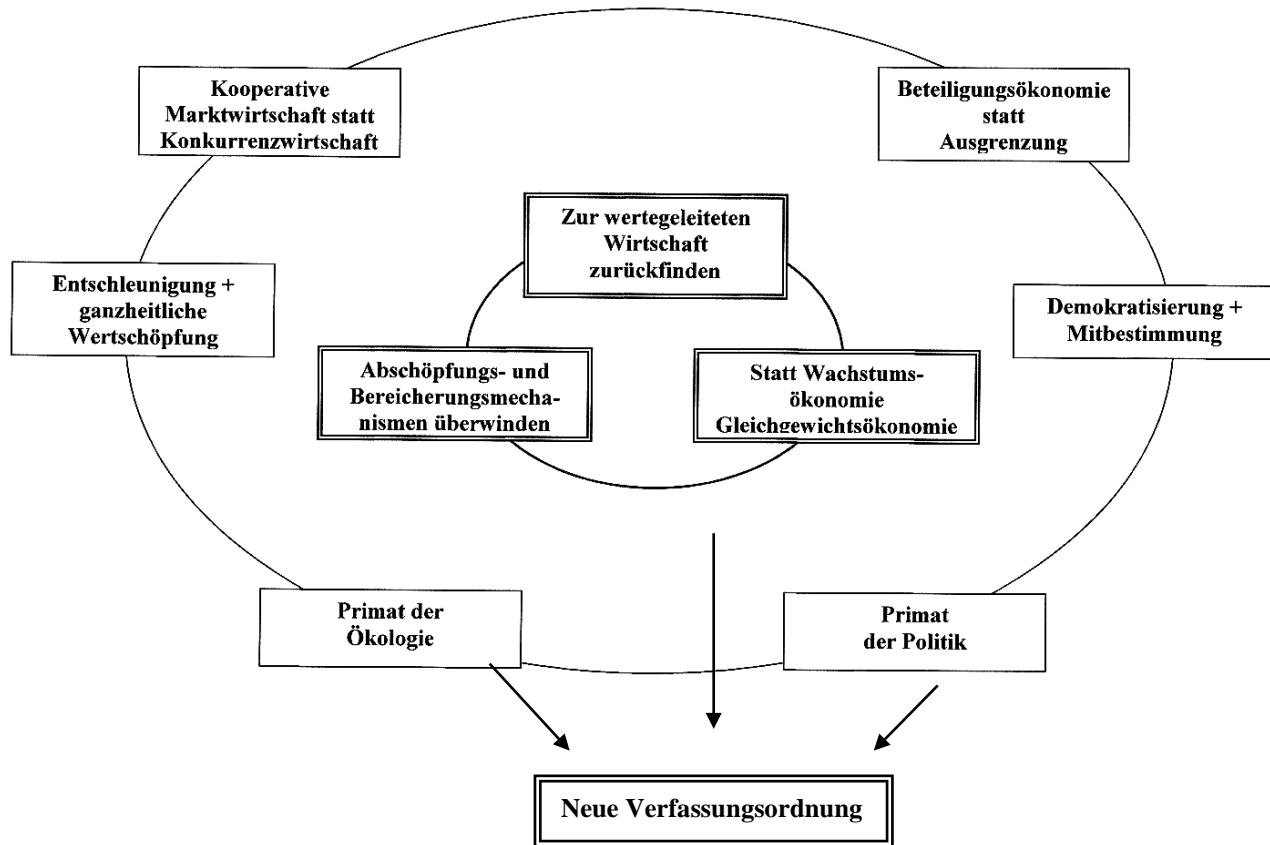 Kooperative
Marktwirtschaft statt
Konkurrenzwirtschaft
Beteiligungsökonomie
statt
Ausgrenzung
Zur wertegeleiteten
Wirtschaft
zurückfinden
Entschleunigung +
ganzheitliche
Wertschöpfung
Demokratisierung +
Mitbestimmung
Abschöpfungs- und
Bereicherungsmecha-
nismen überwinden
Statt Wachstums-
ökonomie
Gleichgewichtsökonomie
Primat der
Ökologie
Primat
der Politik
Neue Verfassungsordnung